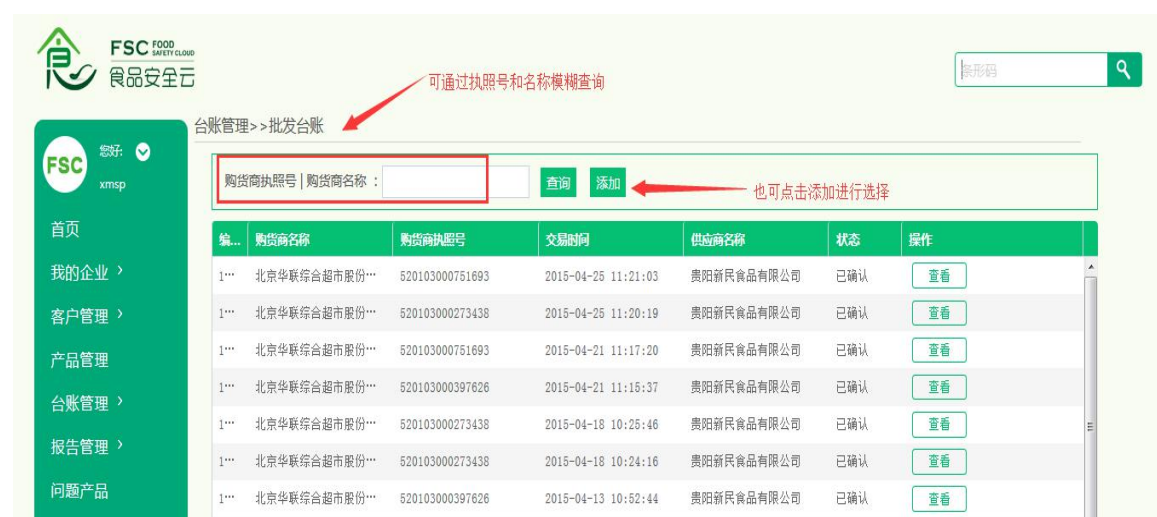 FSC FOOD SAFETY CLOUD
食品安全云
条形码
可通过执照号和名称模糊查询
台账管理>>批发台账
FSC
您好:
xmsp
购货商执照号|购货商名称 :
查询
添加
也可点击添加进行选择
首页
我的企业
客户管理
产品管理
台账管理
报告管理
问题产品
编... 购货商名称 购货商执照号 交易时间 供应商名称 状态 操作
1… 北京华联综合超市股份… 520103000751693 2015-04-25 11:21:03 贵阳新民食品有限公司 已确认 查看
1… 北京华联综合超市股份… 520103000273438 2015-04-25 11:20:19 贵阳新民食品有限公司 已确认 查看
1… 北京华联综合超市股份… 520103000751693 2015-04-21 11:17:20 贵阳新民食品有限公司 已确认 查看
1… 北京华联综合超市股份… 520103000397626 2015-04-21 11:15:37 贵阳新民食品有限公司 已确认 查看
1… 北京华联综合超市股份… 520103000273438 2015-04-18 10:25:46 贵阳新民食品有限公司 已确认 查看
1… 北京华联综合超市股份… 520103000273438 2015-04-18 10:24:16 贵阳新民食品有限公司 已确认 查看
1… 北京华联综合超市股份… 520103000397626 2015-04-13 10:52:44 贵阳新民食品有限公司 已确认 查看